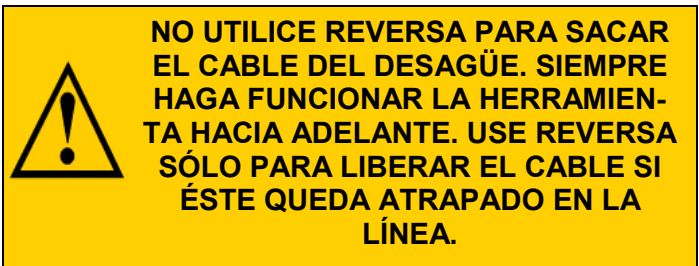 NO UTILICE REVERSA PARA SACAR
EL CABLE DEL DESAGÜE. SIEMPRE
HAGA FUNCIONAR LA HERRAMIEN-
TA HACIA ADELANTE. USE REVERSA
SÓLO PARA LIBERAR EL CABLE SI
ÉSTE QUEDA ATRAPADO EN LA
LÍNEA.